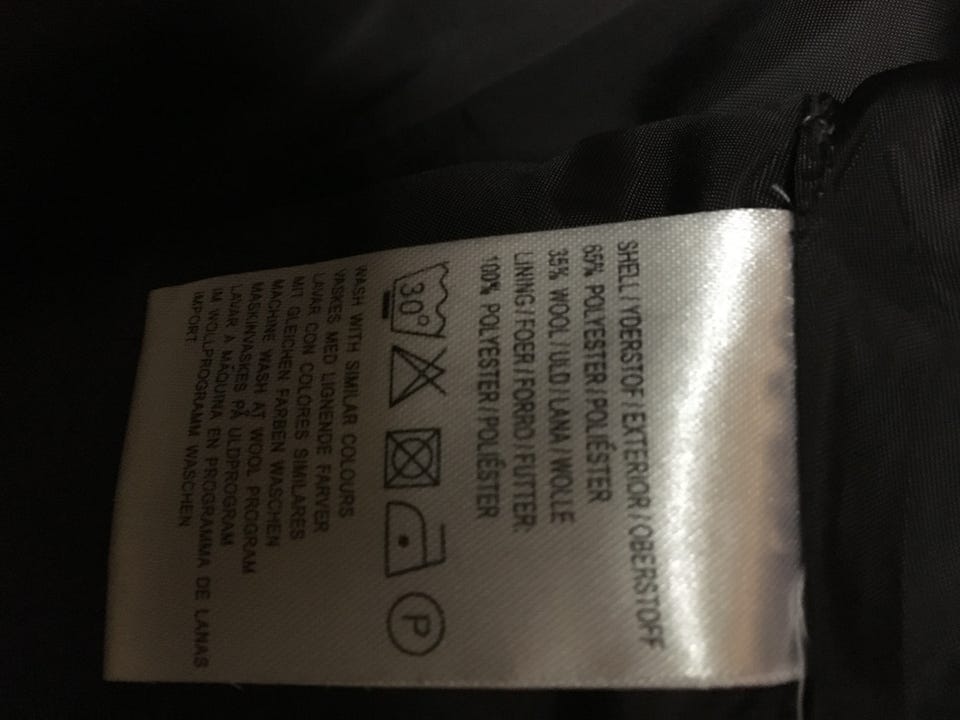 SHELL / YDERSTOF / EXTERIOR / OBERSTOFF
65% POLYESTER / POLIÉSTER
35% WOOL / ULD / LANA / WOLLE
LINING / FOER / FORRO / FUTTER:
100% POLYESTER / POLIÉSTER
30° P
WASH WITH SIMILAR COLOURS
VASKES MED LIGNENDE FARVER
LAVAR CON COLORES SIMILARES
MIT GLEICHEN FARBEN WASCHEN
MACHINE WASH AT WOOL PROGRAM
MASKINVASKES PÅ ULDPROGRAM
LAVAR A MÁQUINA EN PROGRAMMA DE LANAS
IM WOLLPROGRAMM WASCHEN
IMPORT